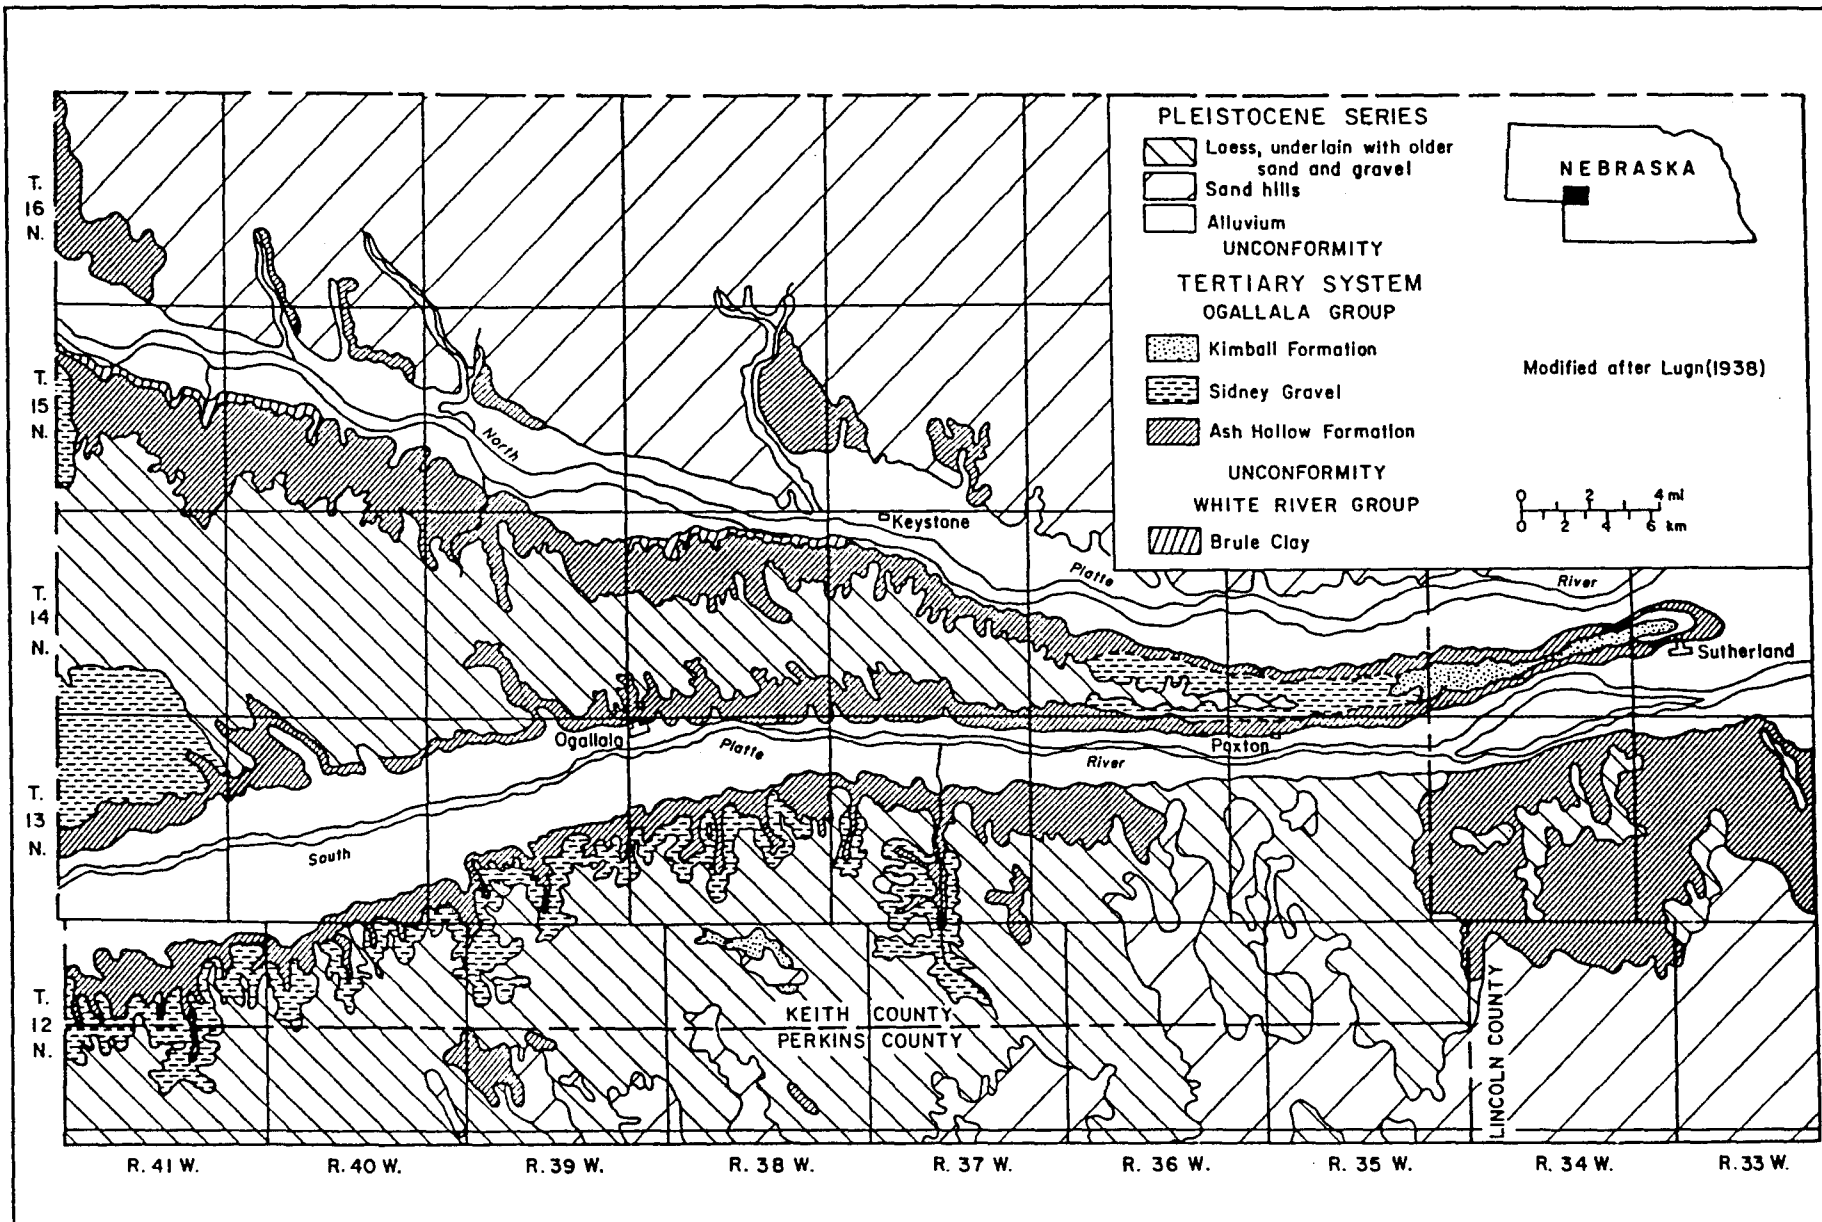 PLEISTOCENE SERIES
Loess, underlain with older
sand and gravel
Sand hills
Alluvium
UNCONFORMITY
TERTIARY SYSTEM
OGALLALA GROUP
Kimball Formation
Sidney Gravel
Ash Hollow Formation
UNCONFORMITY
WHITE RIVER GROUP
Brule Clay
NEBRASKA
Modified after Lugn(1938)
0 2 4 mi
0 2 4 6 km
T.
16
N.
T.
15
N.
T.
14
N.
T.
13
N.
T.
12
N.
North
Keystone
Platte
River
Sutherland
Ogallala
Platte
River
Paxton
South
KEITH COUNTY
PERKINS COUNTY
LINCOLN COUNTY
R. 41 W.
R. 40 W.
R. 39 W.
R. 38 W.
R. 37 W.
R. 36 W.
R. 35 W.
R. 34 W.
R. 33 W.